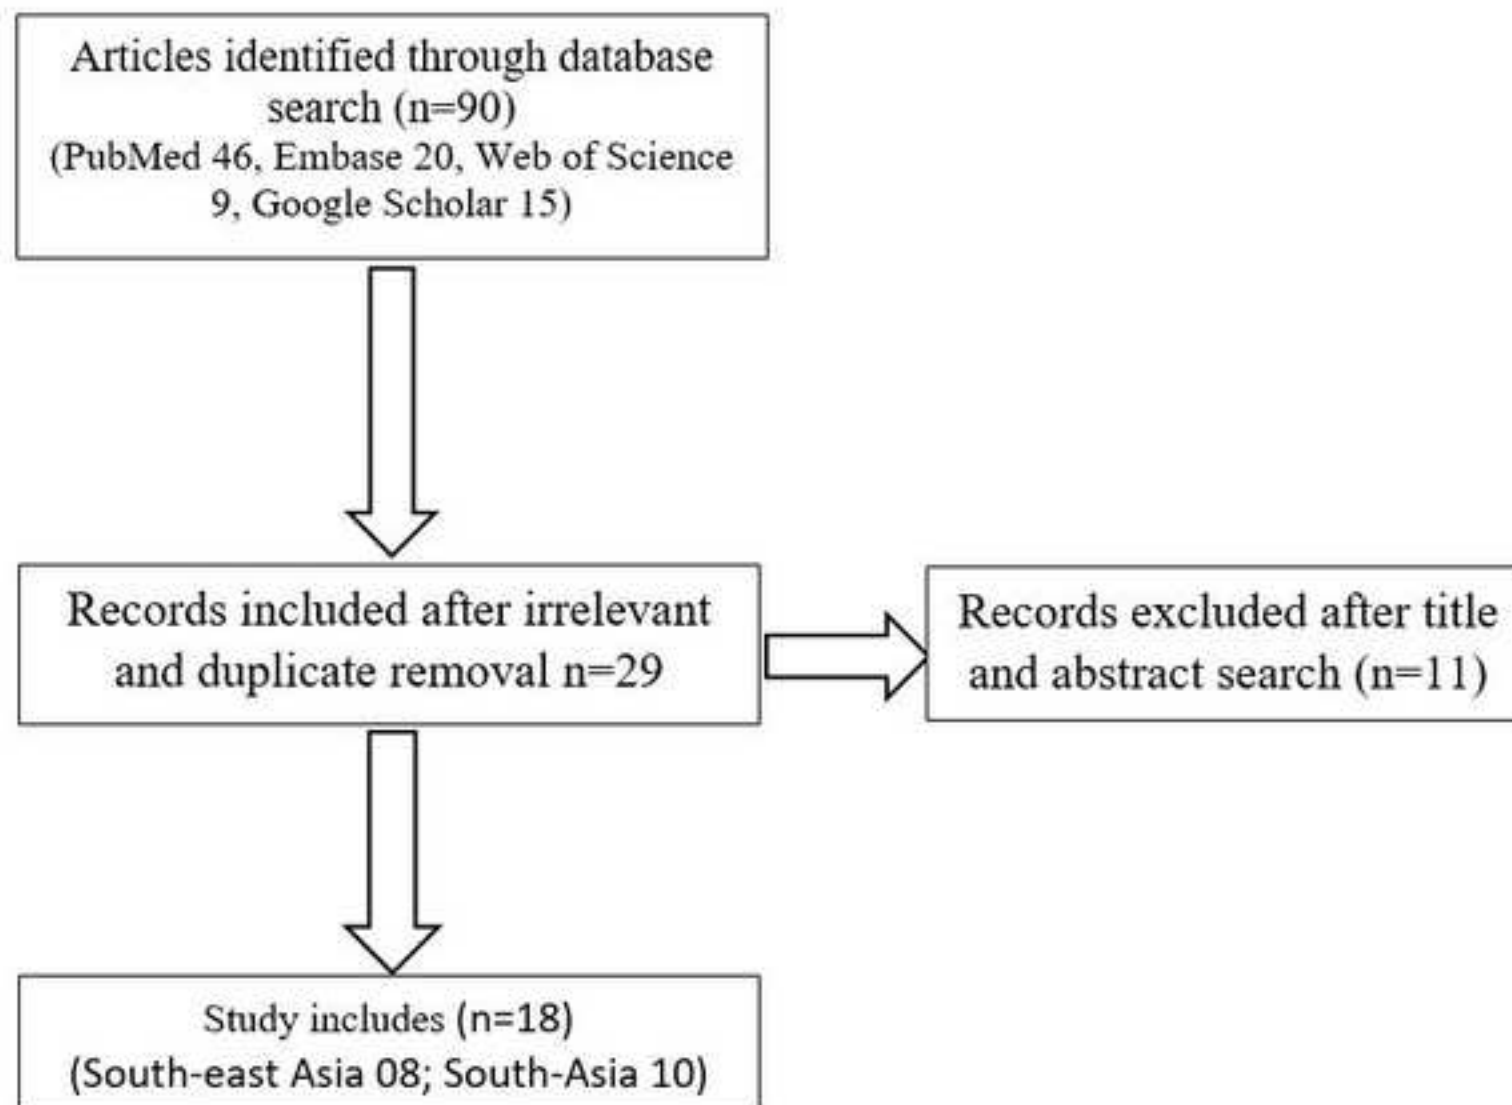 Articles identified through database
search (n=90)
(PubMed 46, Embase 20, Web of Science
9, Google Scholar 15)
Records included after irrelevant
and duplicate removal n=29
Records excluded after title
and abstract search (n=11)
Study includes (n=18)
(South-east Asia 08; South-Asia 10)